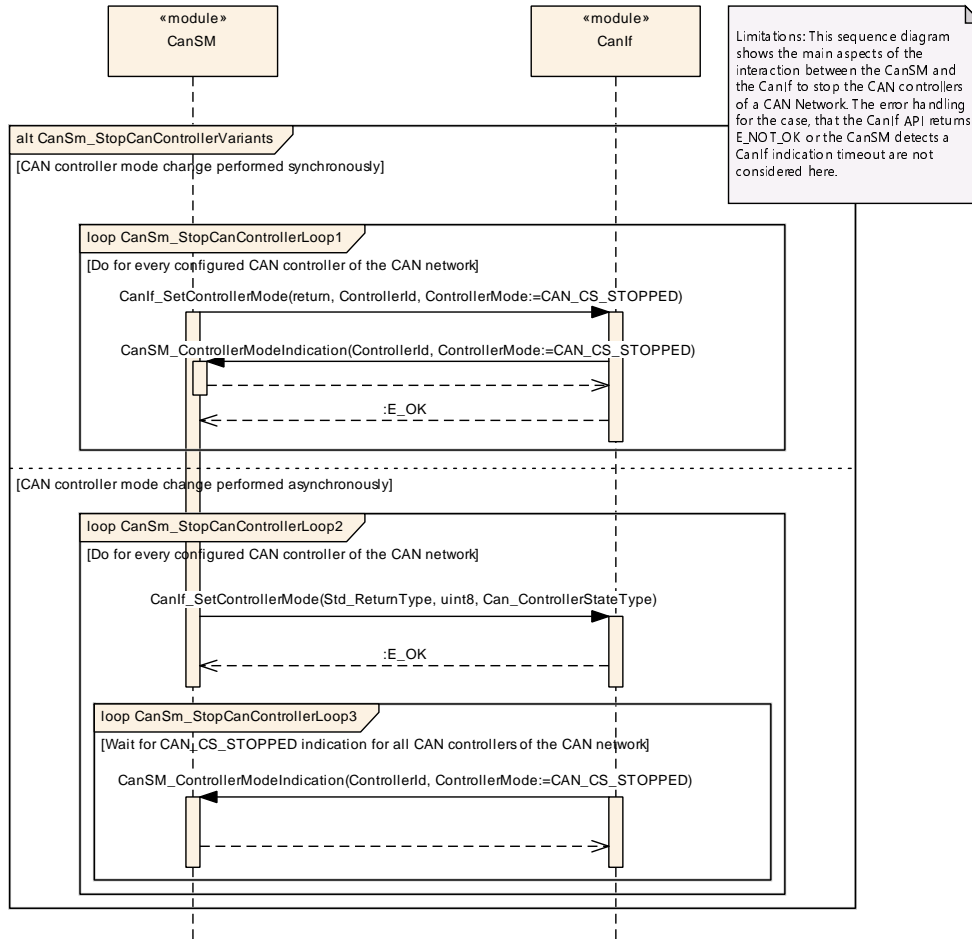 «module»
CanSM
«module»
CanIf
Limitations: This sequence diagram
shows the main aspects of the
interaction between the CanSM and
the CanIf to stop the CAN controllers
of a CAN Network. The error handling
for the case, that the CanIf API returns
E_NOT_OK or the CanSM detects a
CanIf indication timeout are not
considered here.
alt CanSm_StopCanControllerVariants
[CAN controller mode change performed synchronously]
loop CanSm_StopCanControllerLoop1
[Do for every configured CAN controller of the CAN network]
CanIf_SetControllerMode(return, ControllerId, ControllerMode:=CAN_CS_STOPPED)
CanSM_ControllerModeIndication(ControllerId, ControllerMode:=CAN_CS_STOPPED)
:E_OK
[CAN controller mode change performed asynchronously]
loop CanSm_StopCanControllerLoop2
[Do for every configured CAN controller of the CAN network]
CanIf_SetControllerMode(Std_ReturnType, uint8, Can_ControllerStateType)
:E_OK
loop CanSm_StopCanControllerLoop3
[Wait for CAN_CS_STOPPED indication for all CAN controllers of the CAN network]
CanSM_ControllerModeIndication(ControllerId, ControllerMode:=CAN_CS_STOPPED)